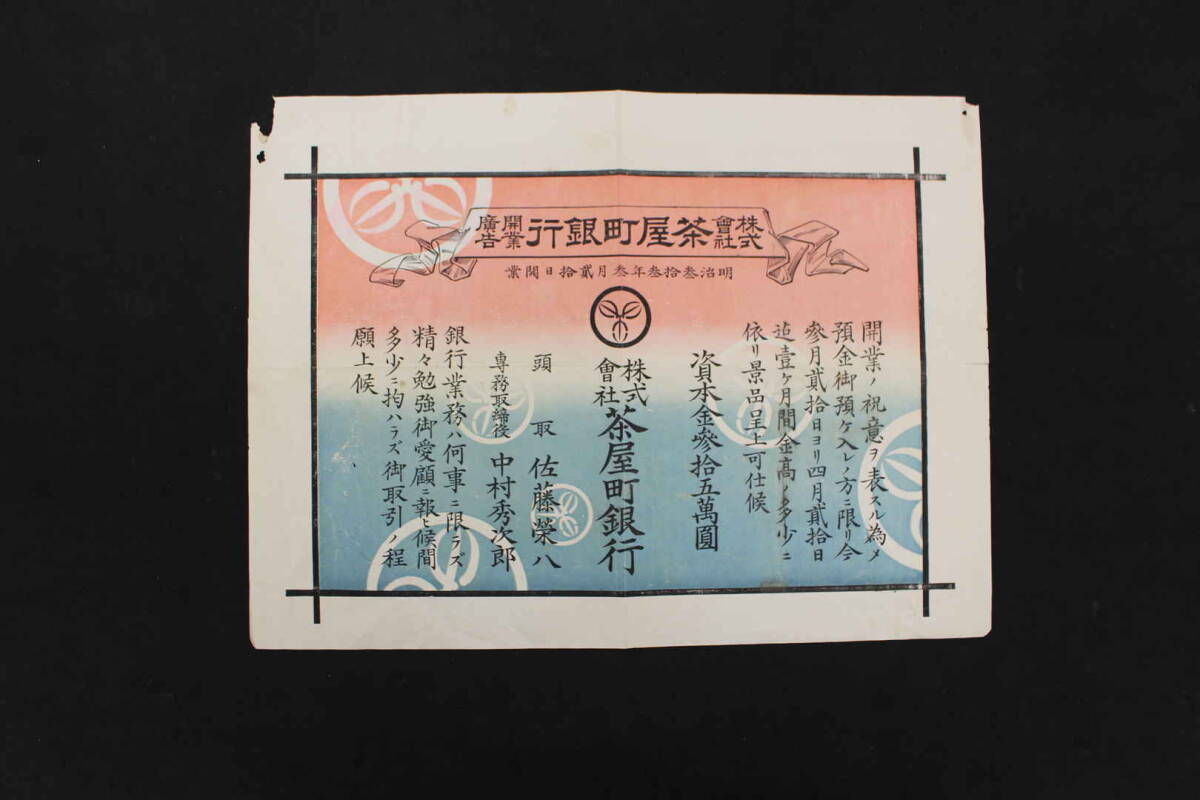 株式會社茶屋町銀行開業廣告
明治叁拾叁年叁月貳拾日開業
開業ノ祝意ヲ表スル為メ
預金御預ケ入レノ方ニ限リ今
參月貳拾日ヨリ四月貳拾日
迠壹ケ月間金高ノ多少ニ
依リ景品呈上可仕候
資本金參拾五萬圓
株式會社茶屋町銀行
頭取 佐藤榮八
専務取締役 中村秀次郎
銀行業務ハ何事ニ限ラズ
精々勉強御愛顧ニ報ヒ候間
多少ニ拘ハラズ御取引ノ程
願上候